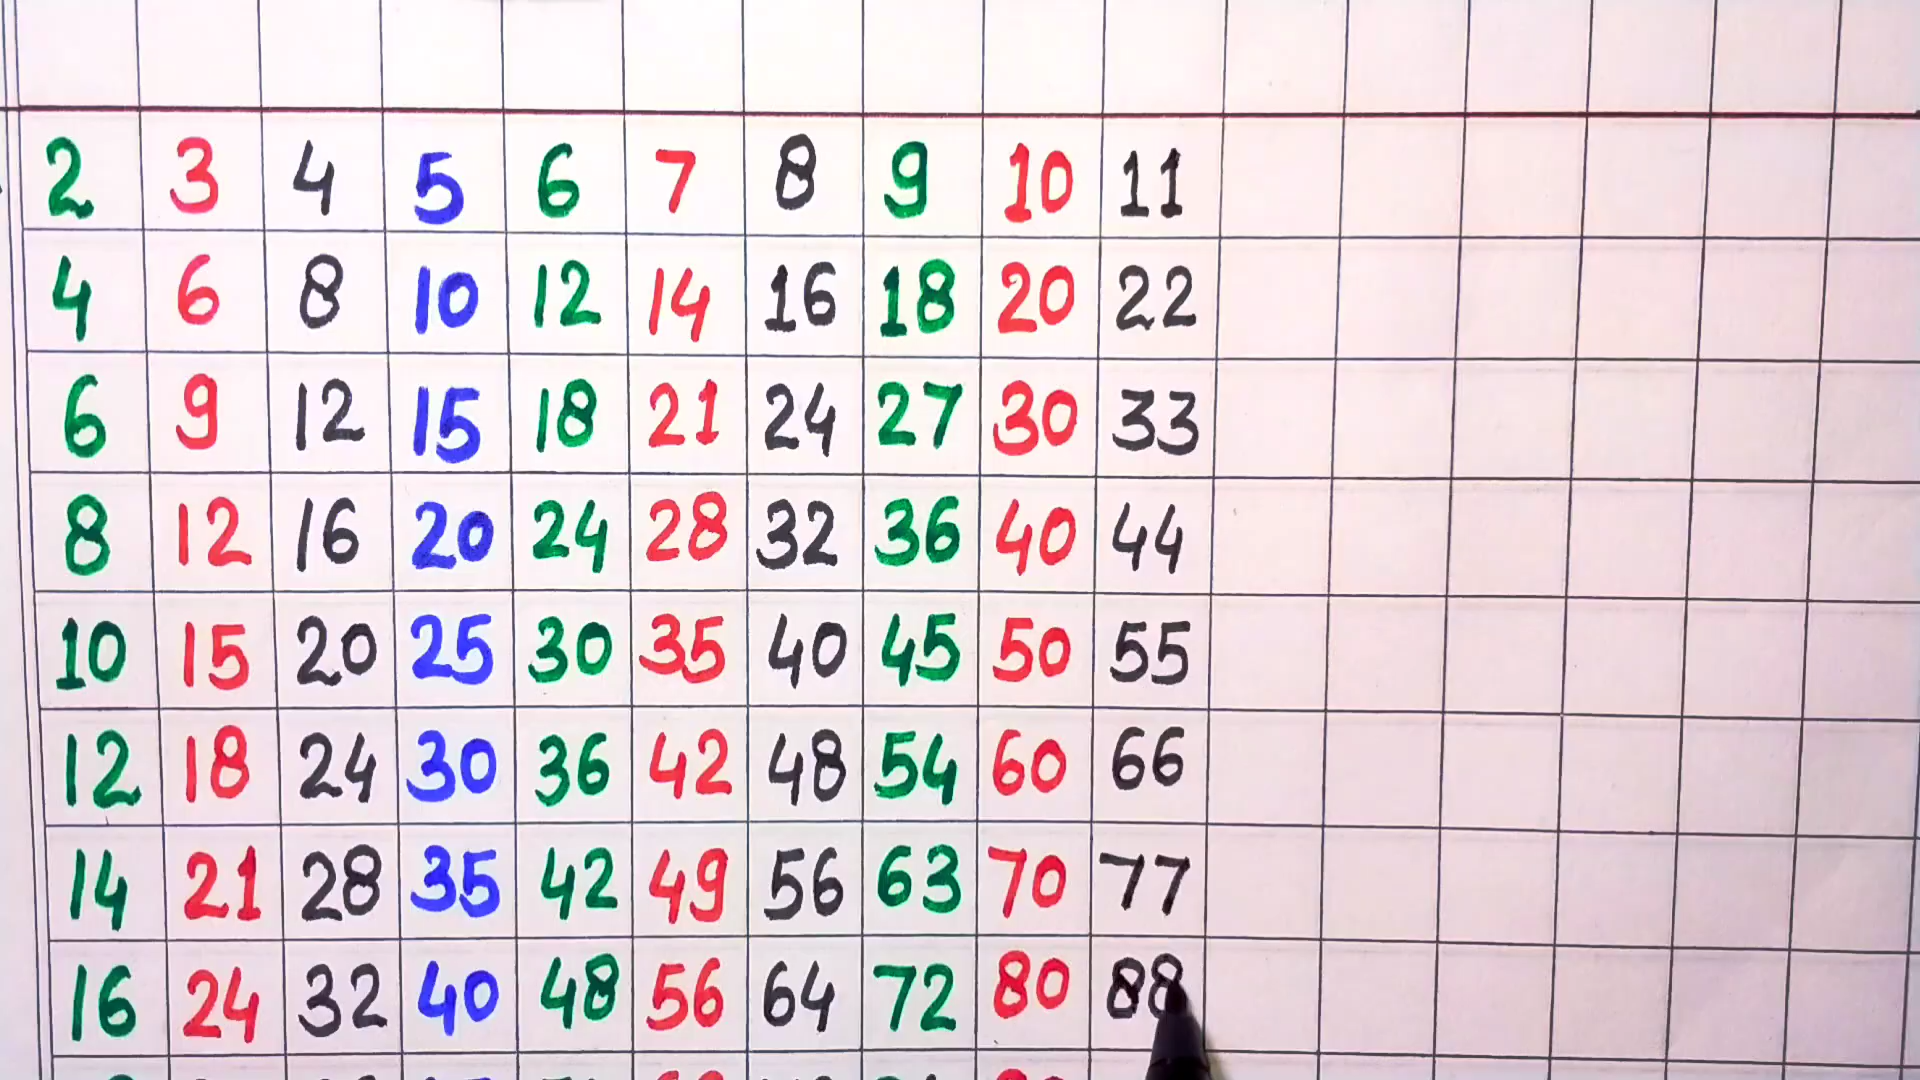 2 3 4 5 6 7 8 9 10 11
4 6 8 10 12 14 16 18 20 22
6 9 12 15 18 21 24 27 30 33
8 12 16 20 24 28 32 36 40 44
10 15 20 25 30 35 40 45 50 55
12 18 24 30 36 42 48 54 60 66
14 21 28 35 42 49 56 63 70 77
16 24 32 40 48 56 64 72 80 88